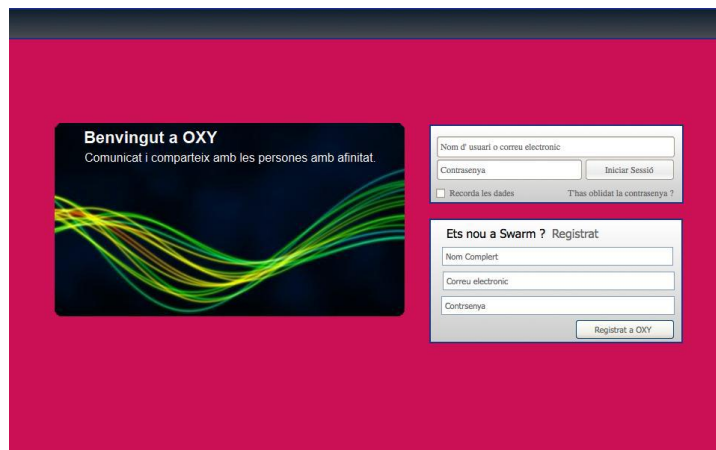 Benvingut a OXY
Comunicat i comparteix amb les persones amb afinitat.
Nom d' usuari o correu electronic
Contrasenya
Iniciar Sessió
Recorda les dades
T'has oblidat la contrasenya ?
Ets nou a Swarm ? Registrat
Nom Complert
Correu electronic
Contrsenya
Registrat a OXY